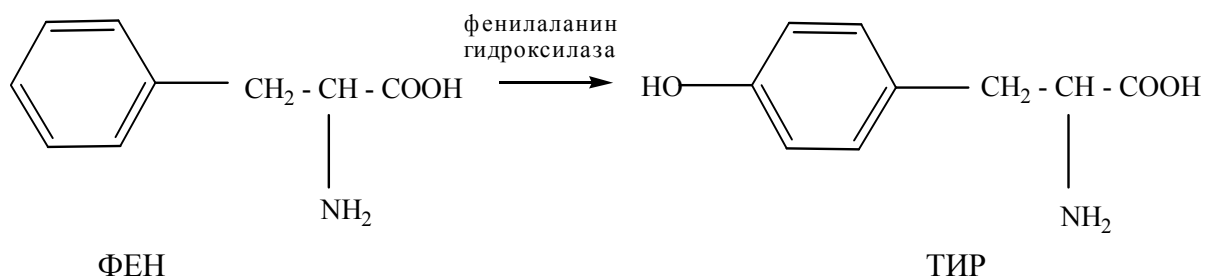 фенилаланин
гидроксилаза
CH2 - CH - COOH
HO
CH2 - CH - COOH
NH2
NH2
ФЕН
ТИР